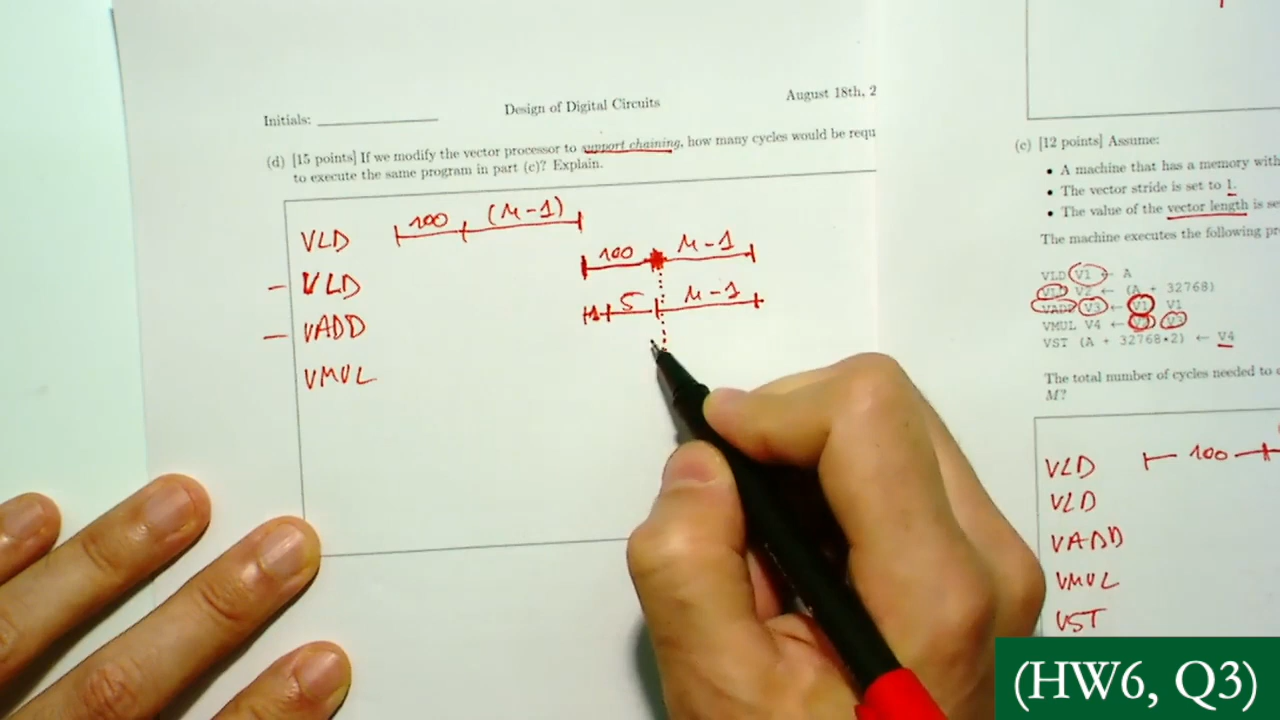 Initials: Design of Digital Circuits August 18th, 2
(d) [15 points] If we modify the vector processor to support chaining, how many cycles would be requ
to execute the same program in part (c)? Explain.
VLD 100 (M-1)
VLD 100 M-1
VADD 1 5 M-1
VMUL
(c) [12 points] Assume:
• A machine that has a memory with
• The vector stride is set to 1.
• The value of the vector length is se
The machine executes the following pr
VLD V1 ← A
VLD V2 ← (A + 32768)
VADD V3 ← V1 V1
VMUL V4 ← V2 V3
VST (A + 32768*2) ← V4
The total number of cycles needed to
M?
VLD 100
VLD
VADD
VMUL
VST
(HW6, Q3)